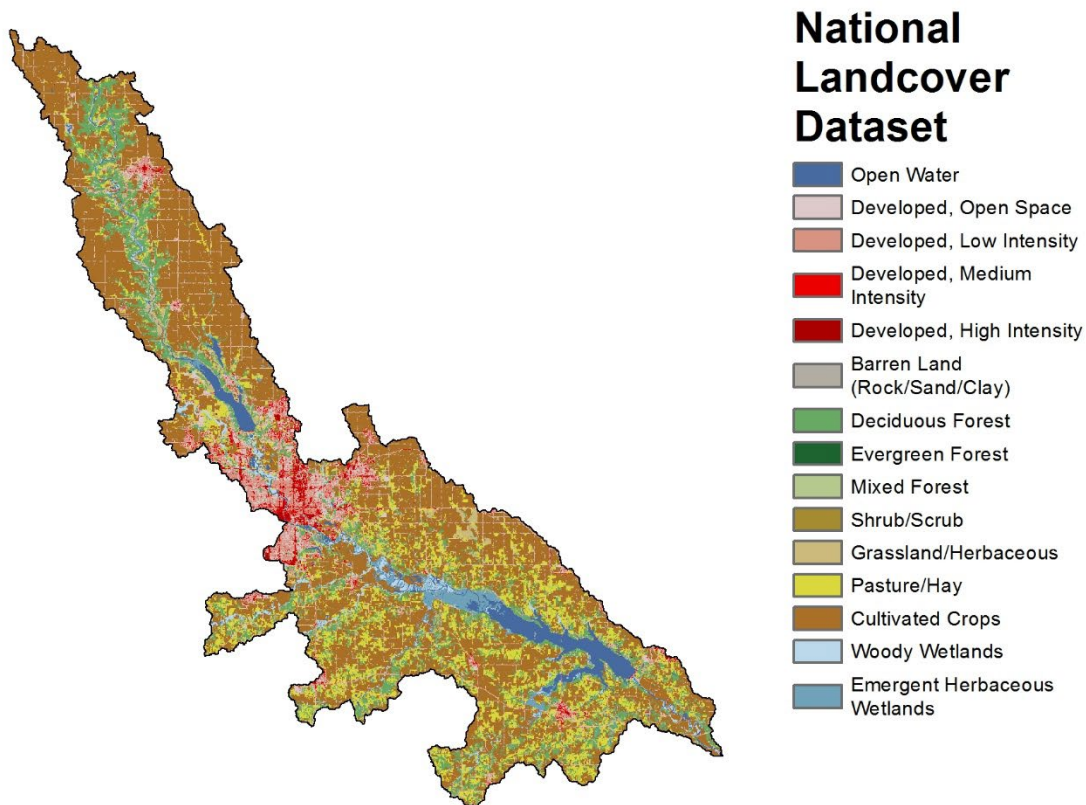 National
Landcover
Dataset
Open Water
Developed, Open Space
Developed, Low Intensity
Developed, Medium
Intensity
Developed, High Intensity
Barren Land
(Rock/Sand/Clay)
Deciduous Forest
Evergreen Forest
Mixed Forest
Shrub/Scrub
Grassland/Herbaceous
Pasture/Hay
Cultivated Crops
Woody Wetlands
Emergent Herbaceous
Wetlands